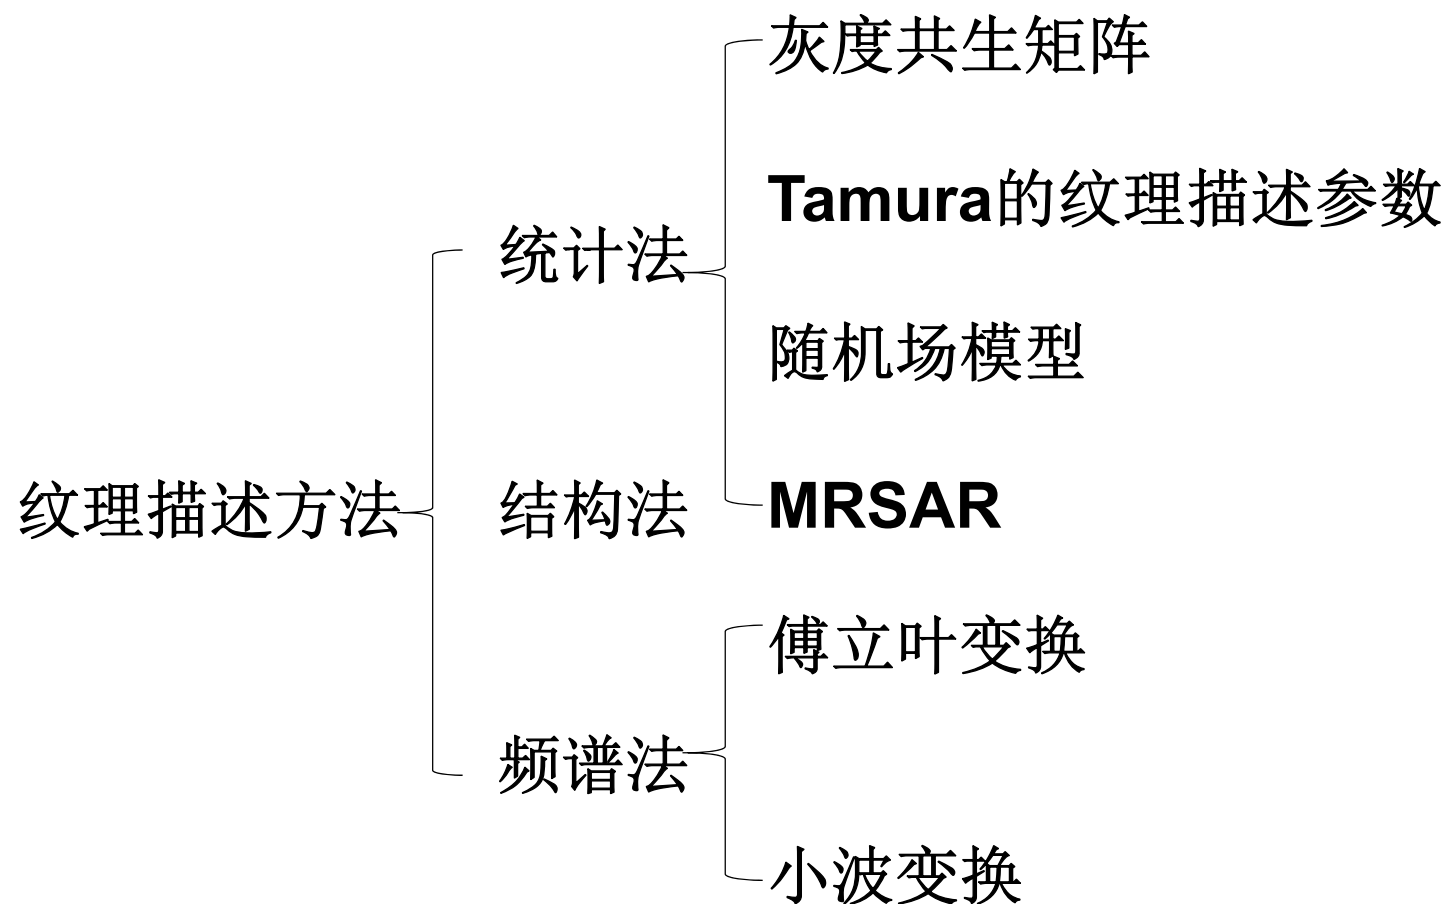 纹理描述方法
统计法
灰度共生矩阵
Tamura的纹理描述参数
随机场模型
MRSAR
结构法
频谱法
傅立叶变换
小波变换